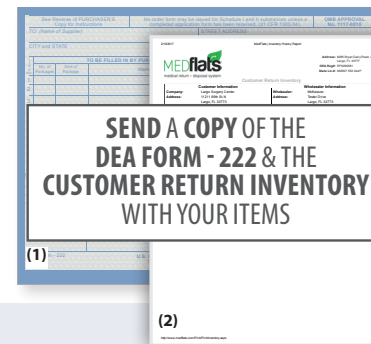 See Reverse of PURCHASER'S
Copy for Instructions
No order form may be issued for Schedule I and II substances unless a
completed application form has been received, (21 CFR 1305.04).
OMB APPROVAL
No. 1117-0010
TO: (Name of Supplier)
STREET ADDRESS
CITY and STATE
TO BE FILLED IN BY PUR
No. of
Packages
Size of
Package
MedFlats | Inventory History Report
MEDflats
medical return + disposal system
Customer Return Inventory
Customer Information
Company: Largo Surgery Center
Address:
Largo, FL 33773
Wholesaler Information
Wholesaler: McKesson
Address:
SEND A COPY OF THE
DEA FORM - 222 & THE
CUSTOMER RETURN INVENTORY
WITH YOUR ITEMS
(1)
- 222
U.S.
(2)